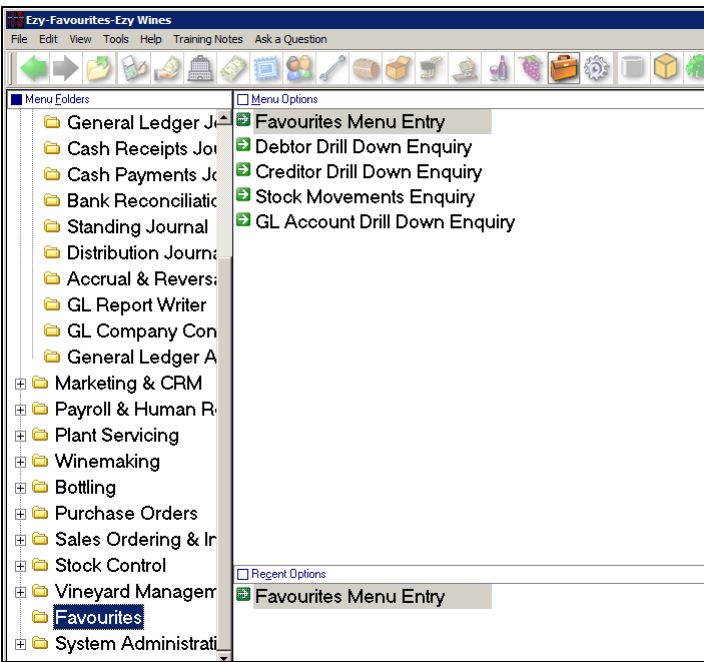 Ezy-Favourites-Ezy Wines
File Edit View Tools Help Training Notes Ask a Question
Menu Folders
General Ledger J
Cash Receipts Jo
Cash Payments Jo
Bank Reconciliatio
Standing Journal
Distribution Journa
Accrual & Revers
GL Report Writer
GL Company Con
General Ledger A
Marketing & CRM
Payroll & Human R
Plant Servicing
Winemaking
Bottling
Purchase Orders
Sales Ordering & In
Stock Control
Vineyard Managem
Favourites
System Administrati
Menu Options
Favourites Menu Entry
Debtor Drill Down Enquiry
Creditor Drill Down Enquiry
Stock Movements Enquiry
GL Account Drill Down Enquiry
Recent Options
Favourites Menu Entry